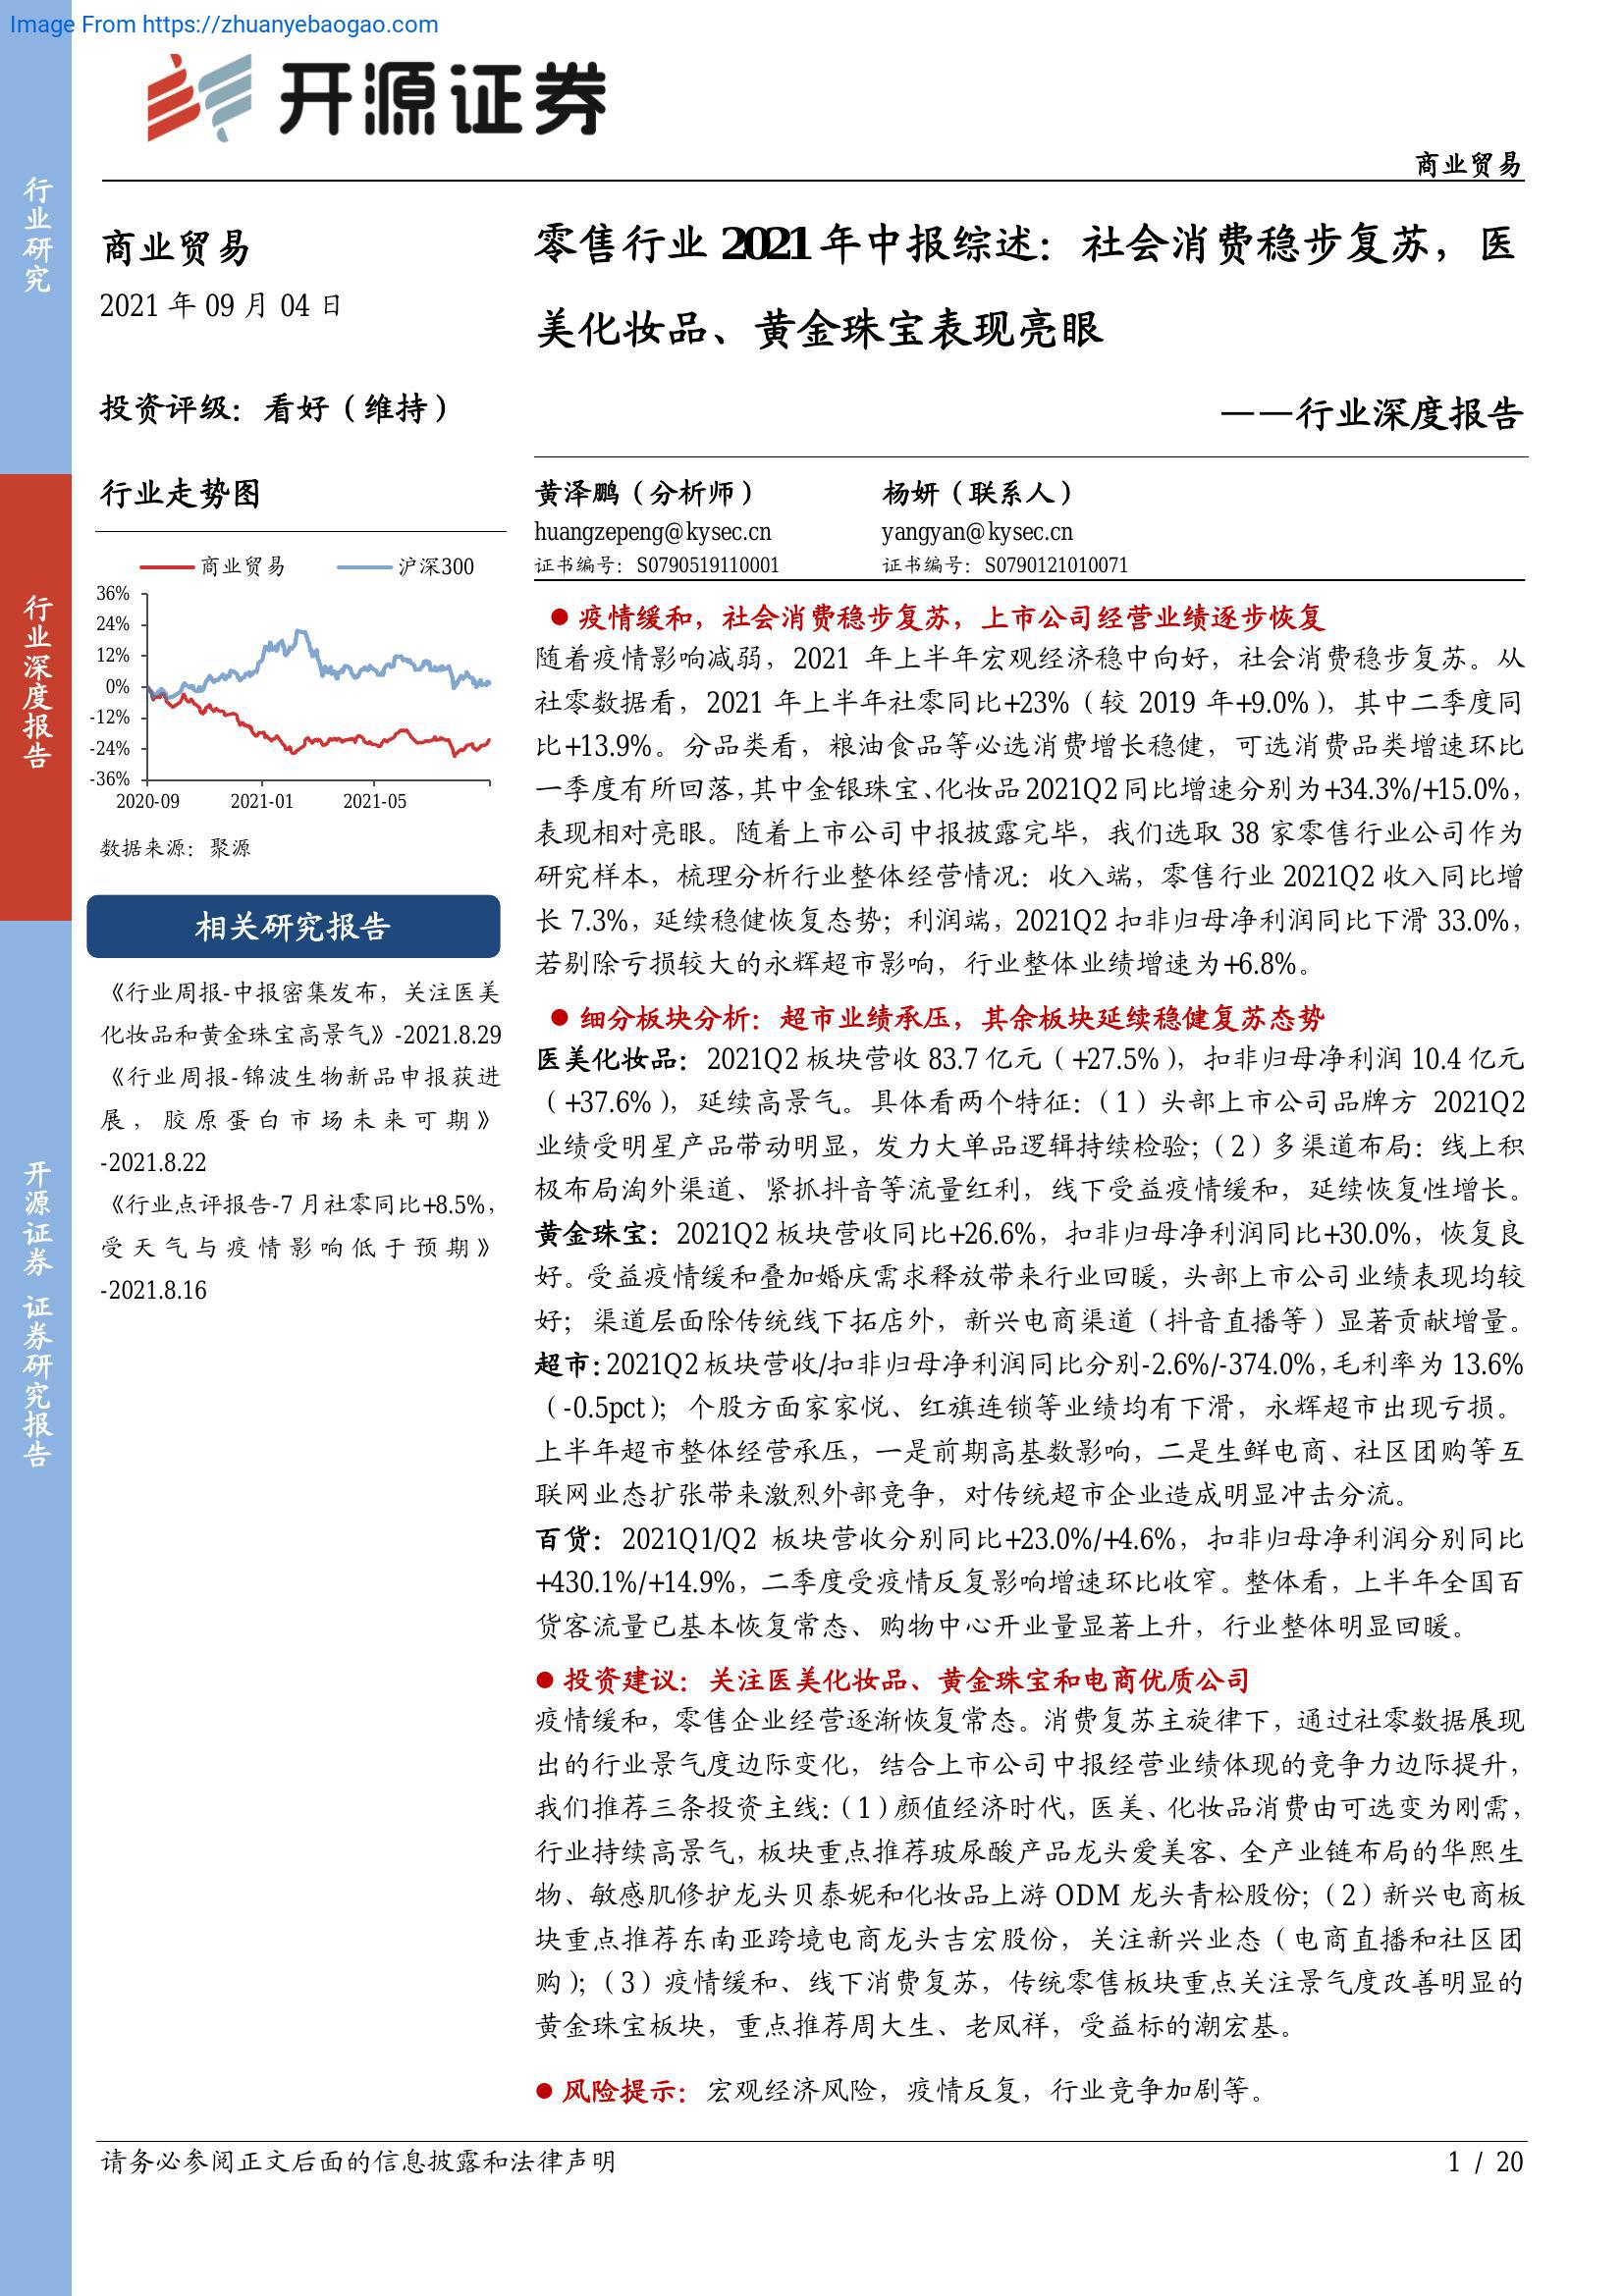 Image From https://zhuanyebaogao.com
开源证券
商业贸易
行业研究
行业深度报告
开源证券 证券研究报告
商业贸易
2021 年 09 月 04 日
投资评级：看好（维持）
行业走势图
商业贸易
沪深300
36%
24%
12%
0%
-12%
-24%
-36%
2020-09
2021-01
2021-05
数据来源：聚源
相关研究报告
《行业周报-中报密集发布，关注医美
化妆品和黄金珠宝高景气》-2021.8.29
《行业周报-锦波生物新品申报获进
展，胶原蛋白市场未来可期》
-2021.8.22
《行业点评报告-7 月社零同比+8.5%，
受天气与疫情影响低于预期》
-2021.8.16
零售行业 2021 年中报综述：社会消费稳步复苏，医
美化妆品、黄金珠宝表现亮眼
——行业深度报告
黄泽鹏（分析师）
杨妍（联系人）
huangzepeng@kysec.cn
yangyan@kysec.cn
证书编号：S0790519110001
证书编号：S0790121010071
● 疫情缓和，社会消费稳步复苏，上市公司经营业绩逐步恢复
随着疫情影响减弱，2021 年上半年宏观经济稳中向好，社会消费稳步复苏。从
社零数据看，2021 年上半年社零同比+23%（较 2019 年+9.0%），其中二季度同
比+13.9%。分品类看，粮油食品等必选消费增长稳健，可选消费品类增速环比
一季度有所回落，其中金银珠宝、化妆品 2021Q2 同比增速分别为+34.3%/+15.0%，
表现相对亮眼。随着上市公司中报披露完毕，我们选取 38 家零售行业公司作为
研究样本，梳理分析行业整体经营情况：收入端，零售行业 2021Q2 收入同比增
长 7.3%，延续稳健恢复态势；利润端，2021Q2 扣非归母净利润同比下滑 33.0%，
若剔除亏损较大的永辉超市影响，行业整体业绩增速为+6.8%。
● 细分板块分析：超市业绩承压，其余板块延续稳健复苏态势
医美化妆品：2021Q2 板块营收 83.7 亿元（+27.5%），扣非归母净利润 10.4 亿元
（+37.6%），延续高景气。具体看两个特征：（1）头部上市公司品牌方 2021Q2
业绩受明星产品带动明显，发力大单品逻辑持续检验；（2）多渠道布局：线上积
极布局淘外渠道、紧抓抖音等流量红利，线下受益疫情缓和，延续恢复性增长。
黄金珠宝：2021Q2 板块营收同比+26.6%，扣非归母净利润同比+30.0%，恢复良
好。受益疫情缓和叠加婚庆需求释放带来行业回暖，头部上市公司业绩表现均较
好；渠道层面除传统线下拓店外，新兴电商渠道（抖音直播等）显著贡献增量。
超市：2021Q2 板块营收/扣非归母净利润同比分别-2.6%/-374.0%，毛利率为 13.6%
（-0.5pct）；个股方面家家悦、红旗连锁等业绩均有下滑，永辉超市出现亏损。
上半年超市整体经营承压，一是前期高基数影响，二是生鲜电商、社区团购等互
联网业态扩张带来激烈外部竞争，对传统超市企业造成明显冲击分流。
百货：2021Q1/Q2 板块营收分别同比+23.0%/+4.6%，扣非归母净利润分别同比
+430.1%/+14.9%，二季度受疫情反复影响增速环比收窄。整体看，上半年全国百
货客流量已基本恢复常态、购物中心开业量显著上升，行业整体明显回暖。
● 投资建议：关注医美化妆品、黄金珠宝和电商优质公司
疫情缓和，零售企业经营逐渐恢复常态。消费复苏主旋律下，通过社零数据展现
出的行业景气度边际变化，结合上市公司中报经营业绩体现的竞争力边际提升，
我们推荐三条投资主线：（1）颜值经济时代，医美、化妆品消费由可选变为刚需，
行业持续高景气，板块重点推荐玻尿酸产品龙头爱美客、全产业链布局的华熙生
物、敏感肌修护龙头贝泰妮和化妆品上游 ODM 龙头青松股份；（2）新兴电商板
块重点推荐东南亚跨境电商龙头吉宏股份，关注新兴业态（电商直播和社区团
购）；（3）疫情缓和、线下消费复苏，传统零售板块重点关注景气度改善明显的
黄金珠宝板块，重点推荐周大生、老凤祥，受益标的潮宏基。
● 风险提示：宏观经济风险，疫情反复，行业竞争加剧等。
请务必参阅正文后面的信息披露和法律声明
1 / 20